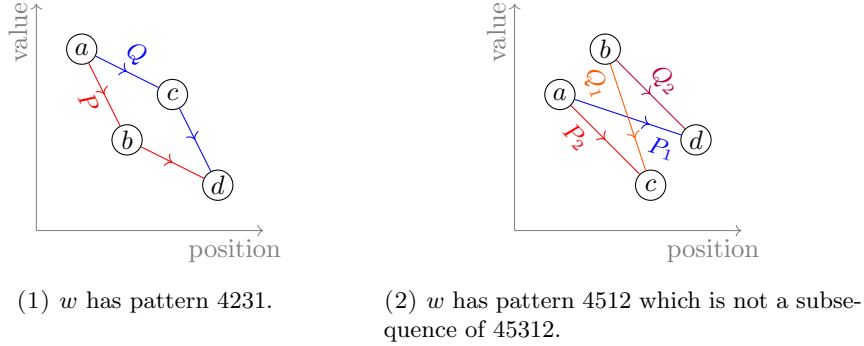 value
a
Q
c
P
b
d
position
value
b
Q₁
Q₂
a
d
P₂
P₁
c
position
(1) w has pattern 4231.
(2) w has pattern 4512 which is not a subse-
quence of 45312.